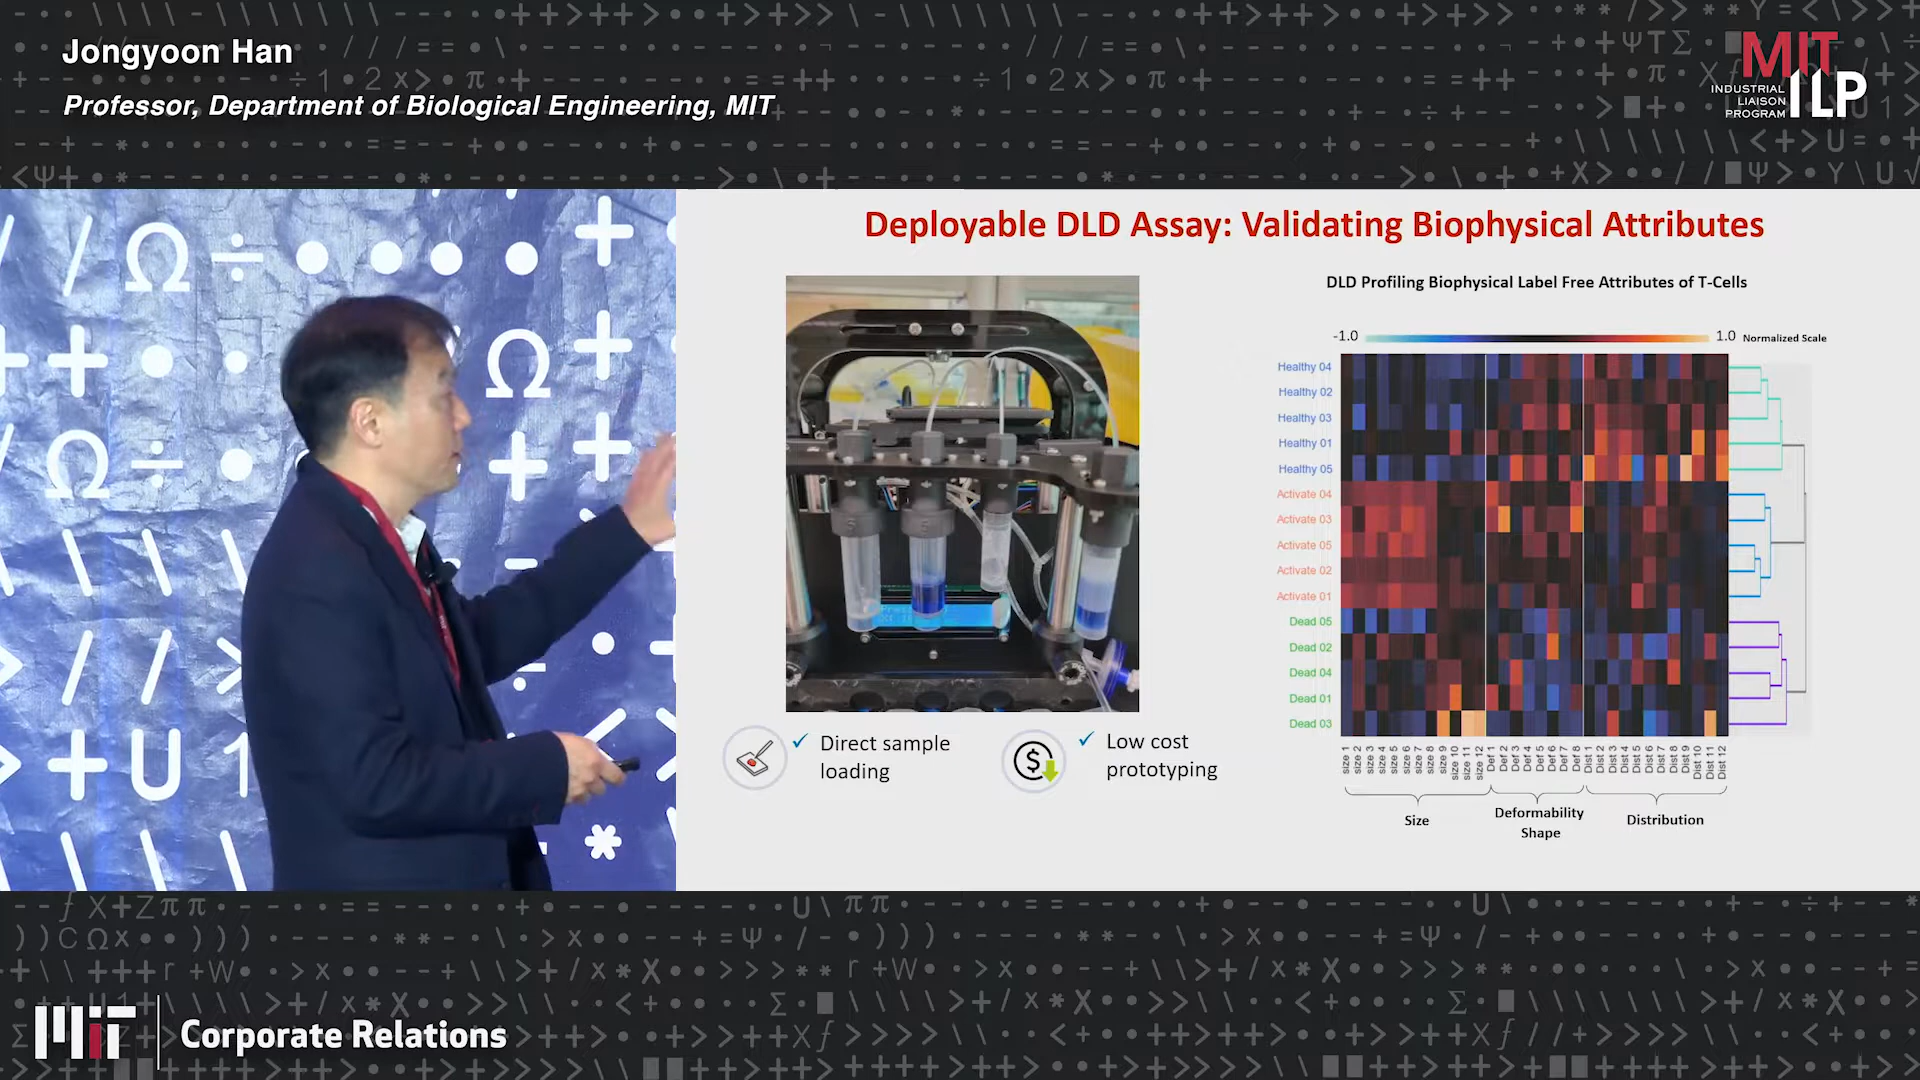 Jongyoon Han
Professor, Department of Biological Engineering, MIT
MIT
ILP
INDUSTRIAL
LIAISON
PROGRAM
Deployable DLD Assay: Validating Biophysical Attributes
DLD Profiling Biophysical Label Free Attributes of T-Cells
-1.0
1.0 Normalized Scale
Healthy 04
Healthy 02
Healthy 03
Healthy 01
Healthy 05
Activate 04
Activate 03
Activate 05
Activate 02
Activate 01
Dead 05
Dead 02
Dead 04
Dead 01
Dead 03
size 1
size 2
size 3
size 4
size 5
size 6
size 7
size 8
size 9
size 10
size 11
size 12
Def 1
Def 2
Def 3
Def 4
Def 5
Def 6
Def 7
Def 8
Dist 1
Dist 2
Dist 3
Dist 4
Dist 5
Dist 6
Dist 7
Dist 8
Dist 9
Dist 10
Dist 11
Dist 12
Size
Deformability
Shape
Distribution
Direct sample
loading
$
Low cost
prototyping
MIT
Corporate Relations